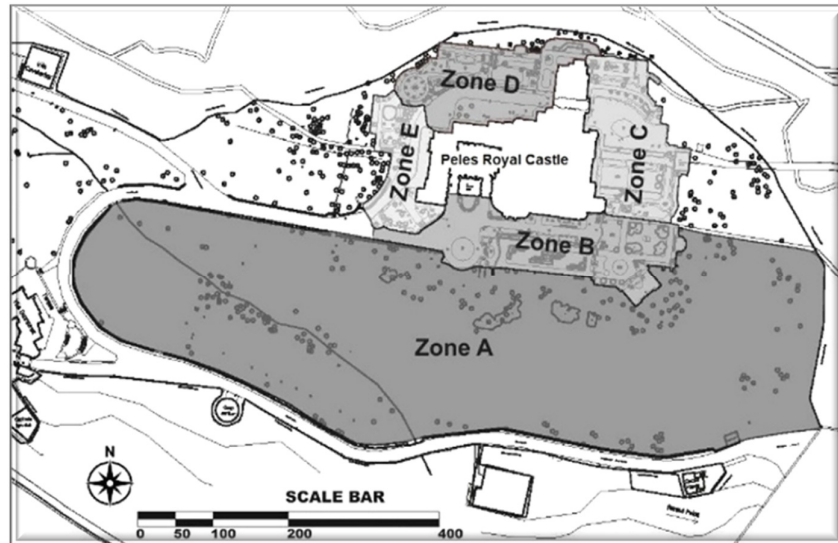 Zone D
Zone E
Peles Royal Castle
Zone C
Zone B
Zone A
N
SCALE BAR
0 50 100 200 400